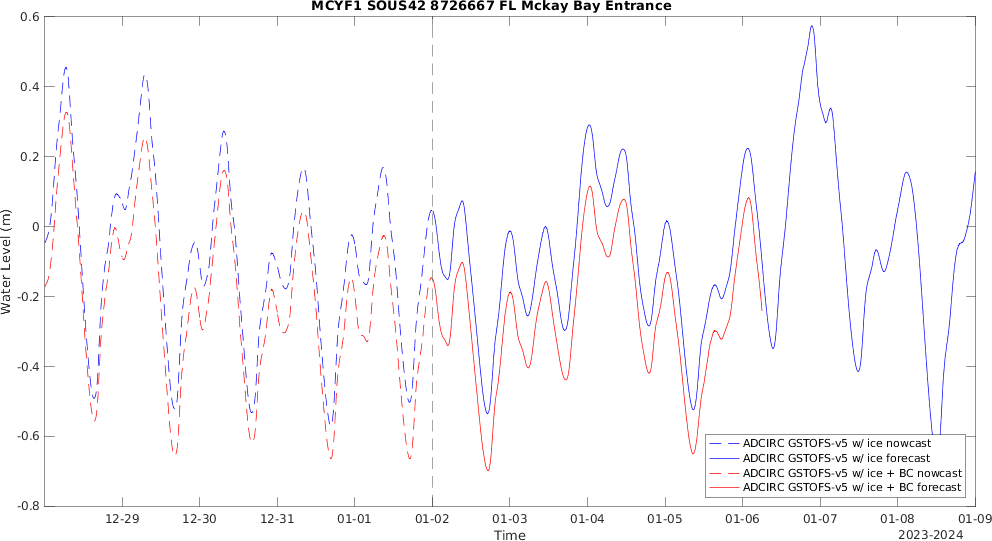 MCYF1 SOUS42 8726667 FL Mckay Bay Entrance
0.6
0.4
0.2
0
-0.2
-0.4
-0.6
-0.8
Water Level (m)
ADCIRC GSTOFS-v5 w/ ice nowcast
ADCIRC GSTOFS-v5 w/ ice forecast
ADCIRC GSTOFS-v5 w/ ice + BC nowcast
ADCIRC GSTOFS-v5 w/ ice + BC forecast
12-29 12-30 12-31 01-01 01-02 01-03 01-04 01-05 01-06 01-07 01-08 01-09
Time
2023-2024